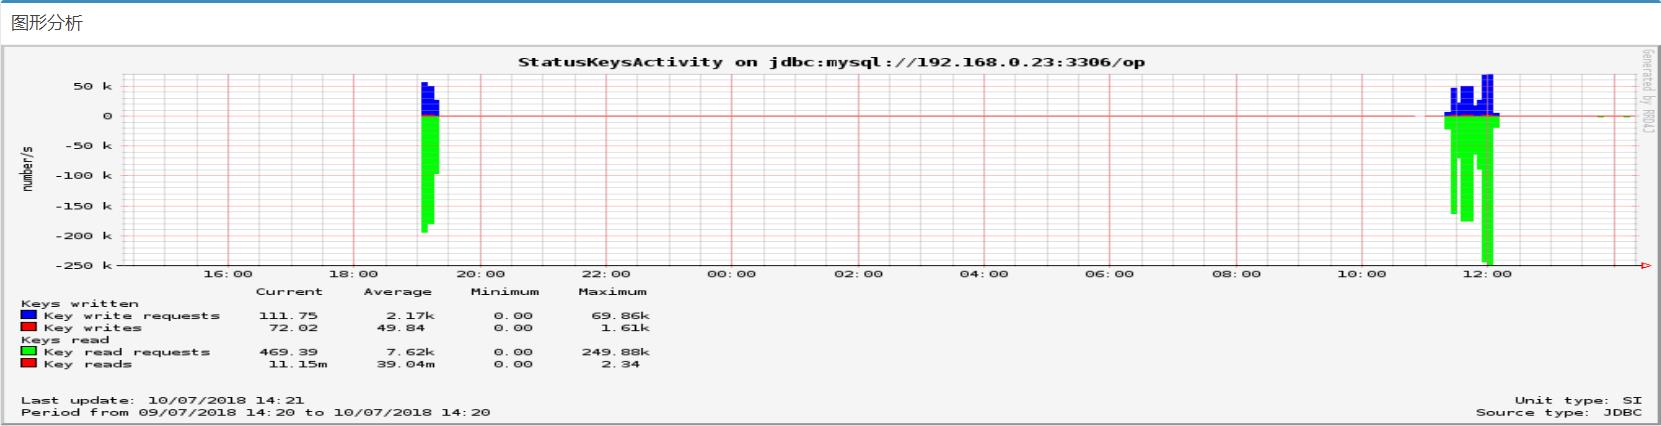 图形分析
StatusKeysActivity on jdbc:mysql://192.168.0.23:3306/op
Generated by RRD4J
number/s
50 k
0
-50 k
-100 k
-150 k
-200 k
-250 k
16:00 18:00 20:00 22:00 00:00 02:00 04:00 06:00 08:00 10:00 12:00
Current Average Minimum Maximum
Keys written
Key write requests 111.75 2.17k 0.00 69.86k
Key writes 72.02 49.84 0.00 1.61k
Keys read
Key read requests 469.39 7.62k 0.00 249.88k
Key reads 11.15m 39.04m 0.00 2.34
Last update: 10/07/2018 14:21 Unit type: SI
Period from 09/07/2018 14:20 to 10/07/2018 14:20 Source type: JDBC